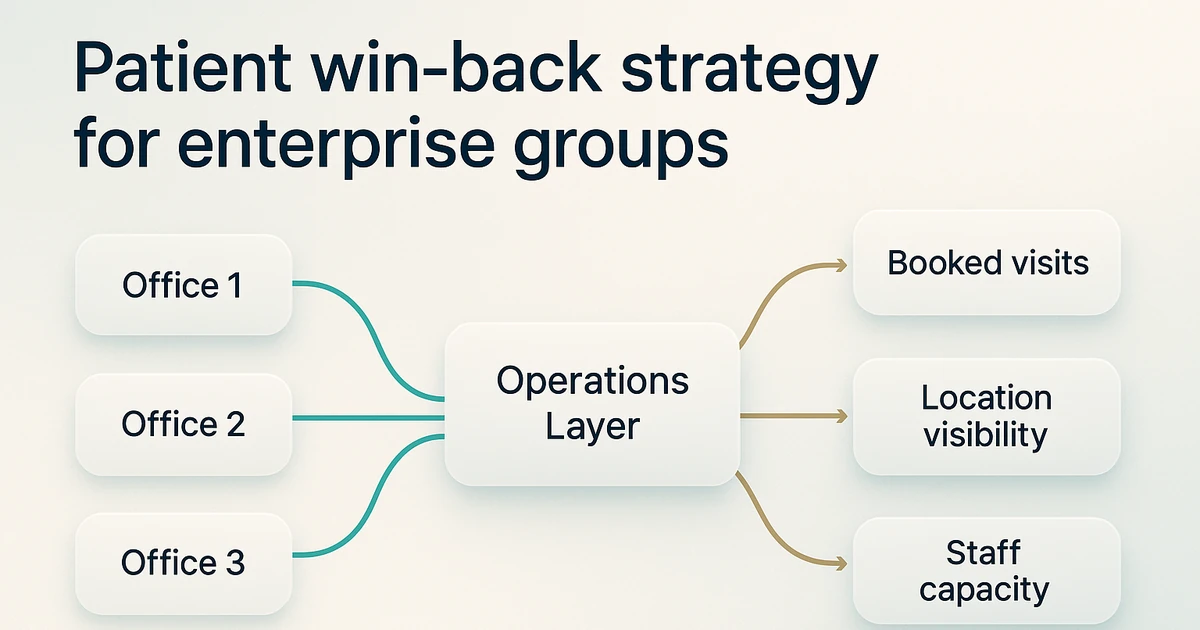 Patient win-back strategy
for enterprise groups
Office 1
Office 2
Office 3
Operations
Layer
Booked visits
Location
visibility
Staff
capacity